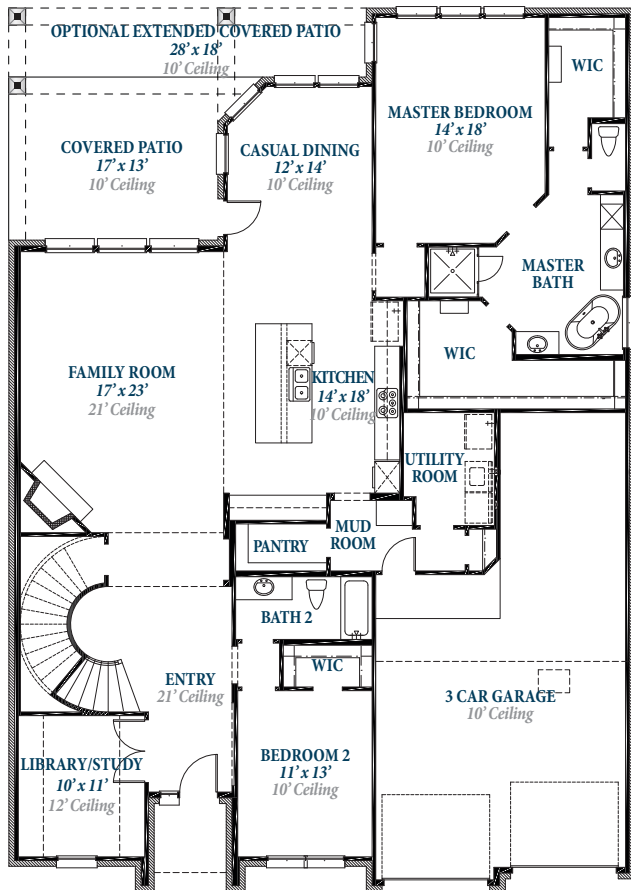 OPTIONAL EXTENDED COVERED PATIO
28' x 18'
10' Ceiling
WIC
MASTER BEDROOM
14' x 18'
10' Ceiling
COVERED PATIO
17' x 13'
10' Ceiling
CASUAL DINING
12' x 14'
10' Ceiling
MASTER
BATH
WIC
FAMILY ROOM
17' x 23'
21' Ceiling
KITCHEN
14' x 18'
10' Ceiling
UTILITY
ROOM
MUD
ROOM
PANTRY
BATH 2
WIC
ENTRY
21' Ceiling
3 CAR GARAGE
10' Ceiling
LIBRARY/STUDY
10' x 11'
12' Ceiling
BEDROOM 2
11' x 13'
10' Ceiling